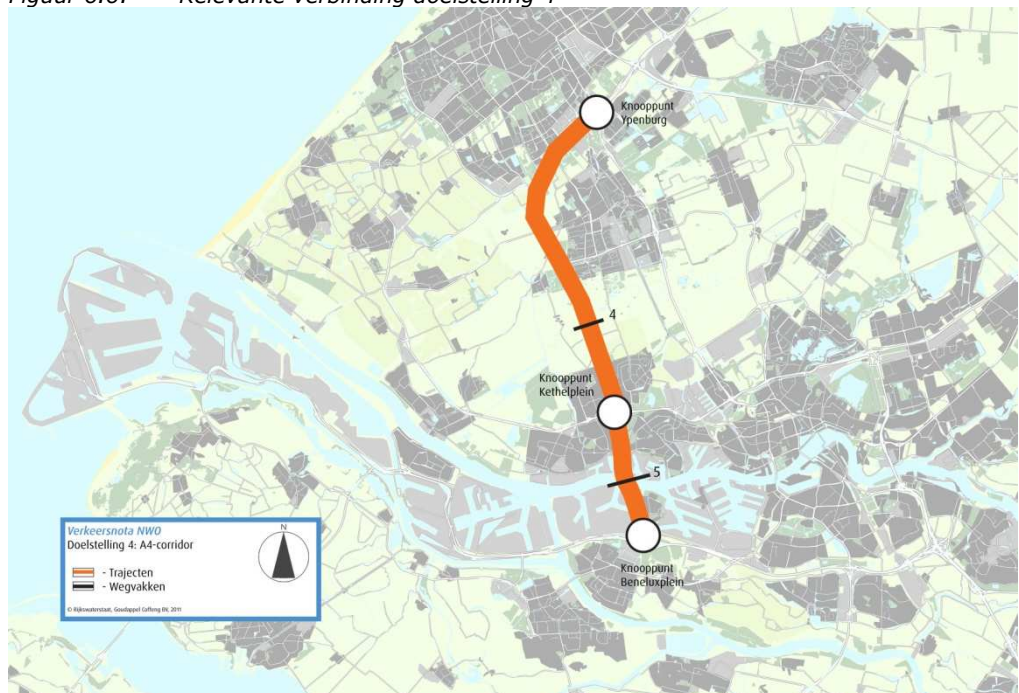 Knooppunt
Ypenburg
4
Knooppunt
Kethelplein
5
Knooppunt
Beneluxplein
Verkeersnota NWO
Doelstelling 4: A4-corridor
N
- Trajecten
- Wegvakken
© Rijkswaterstaat, Goudappel Coffeng BV, 2011